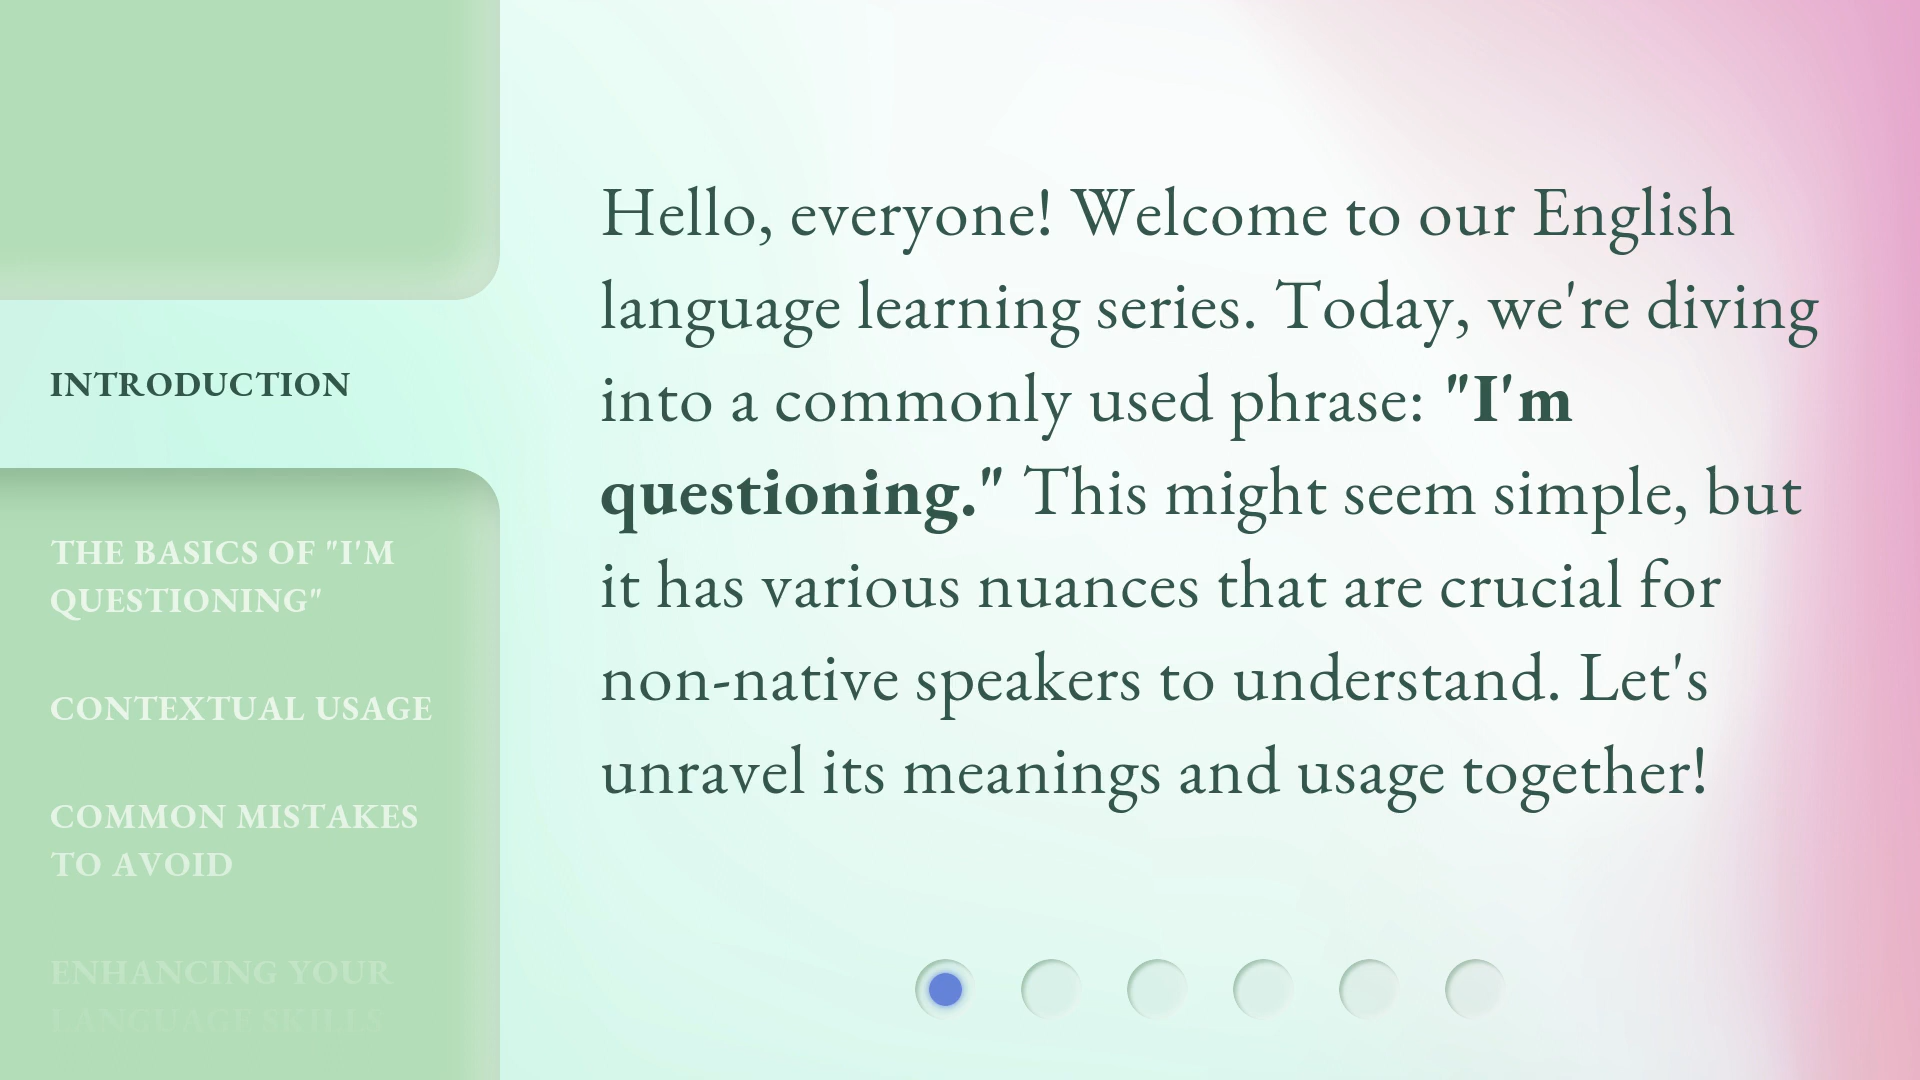 INTRODUCTION
THE BASICS OF "I'M
QUESTIONING"
CONTEXTUAL USAGE
COMMON MISTAKES
TO AVOID
ENHANCING YOUR
LANGUAGE SKILLS
Hello, everyone! Welcome to our English
language learning series. Today, we're diving
into a commonly used phrase: "I'm
questioning." This might seem simple, but
it has various nuances that are crucial for
non-native speakers to understand. Let's
unravel its meanings and usage together!